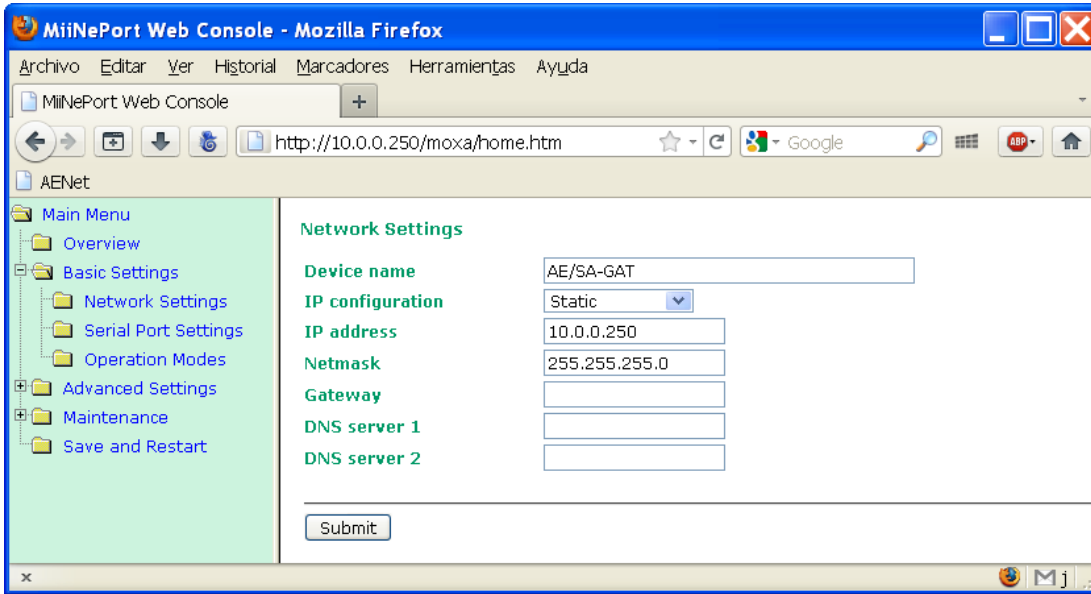 MiiNePort Web Console - Mozilla Firefox
Archivo Editar Ver Historial Marcadores Herramientas Ayuda
MiiNePort Web Console
http://10.0.0.250/moxa/home.htm Google ABP
AENet
Main Menu
Overview
Basic Settings
Network Settings
Serial Port Settings
Operation Modes
Advanced Settings
Maintenance
Save and Restart
Network Settings
Device name AE/SA-GAT
IP configuration Static
IP address 10.0.0.250
Netmask 255.255.255.0
Gateway
DNS server 1
DNS server 2
Submit
j